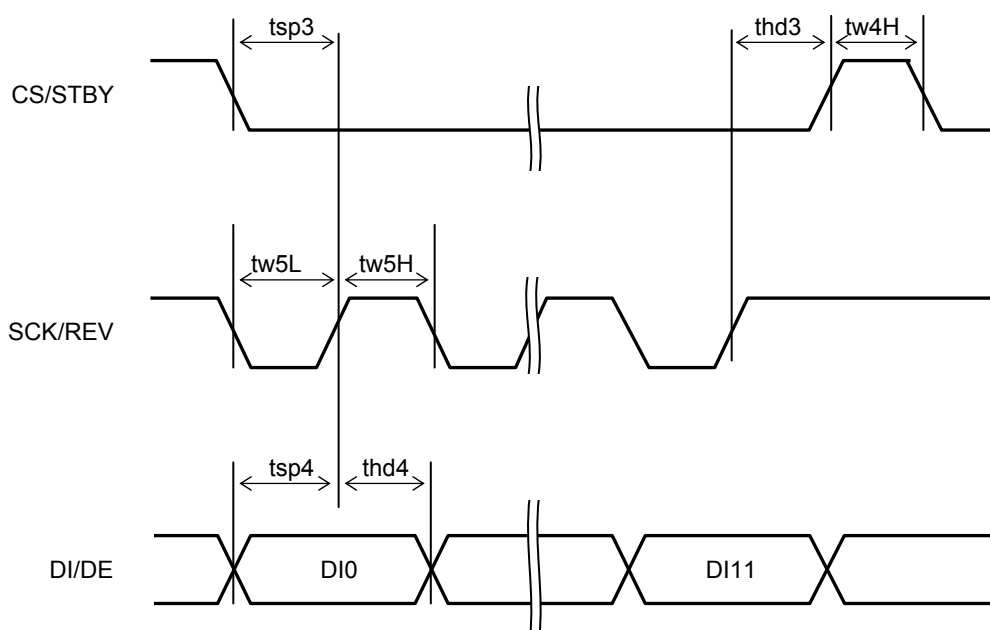 tsp3
thd3
tw4H
CS/STBY
tw5L
tw5H
SCK/REV
tsp4
thd4
DI/DE
DI0
DI11